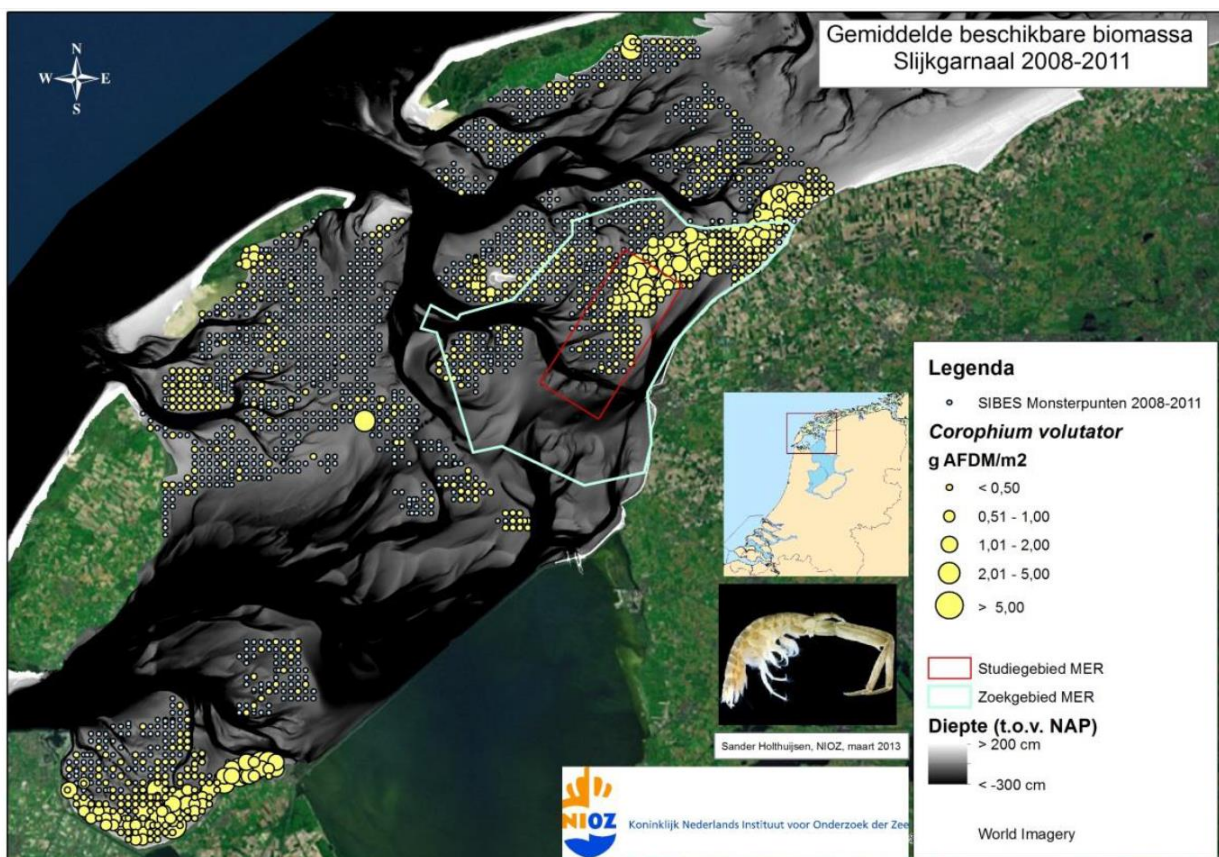 Gemiddelde beschikbare biomassa
Slijkgarnaal 2008-2011
N
W E
S
Legenda
SIBES Monsterpunten 2008-2011
Corophium volutator
g AFDM/m2
< 0,50
0,51 - 1,00
1,01 - 2,00
2,01 - 5,00
> 5,00
Studiegebied MER
Zoekgebied MER
Diepte (t.o.v. NAP)
> 200 cm
< -300 cm
World Imagery
Sander Holthuijsen, NIOZ, maart 2013
NIOZ
Koninklijk Nederlands Instituut voor Onderzoek der Zee